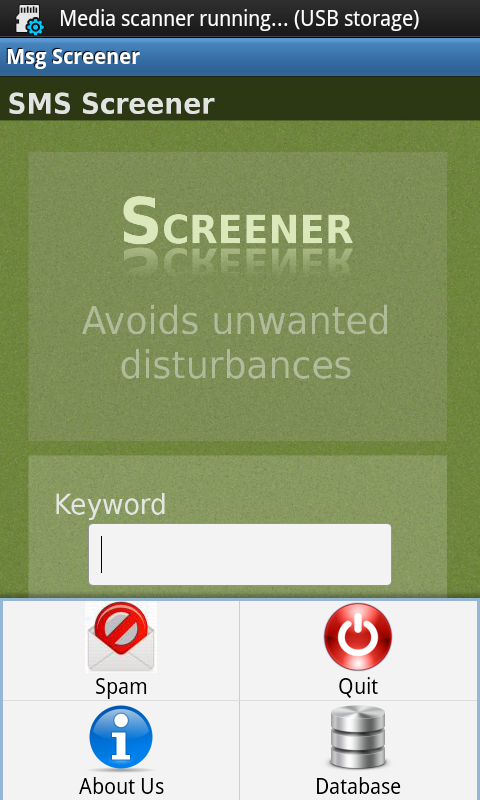 Media scanner running... (USB storage)
Msg Screener
SMS Screener
SCREENER
Avoids unwanted
disturbances
Keyword
Spam
Quit
About Us
Database